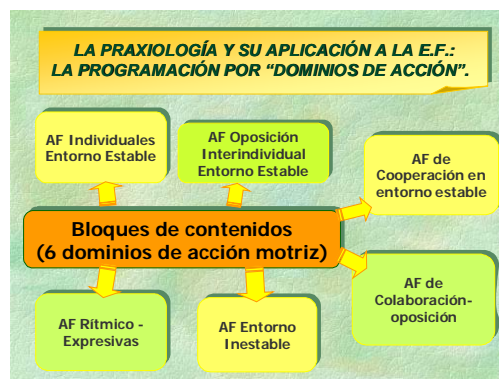 LA PRAXIOLOGÍA Y SU APLICACIÓN A LA E.F.:
LA PROGRAMACIÓN POR “DOMINIOS DE ACCIÓN”.
AF Individuales
Entorno Estable
AF Oposición
Interindividual
Entorno Estable
AF de
Cooperación en
entorno estable
Bloques de contenidos
(6 dominios de acción motriz)
AF Rítmico -
Expresivas
AF Entorno
Inestable
AF de
Colaboración-
oposición